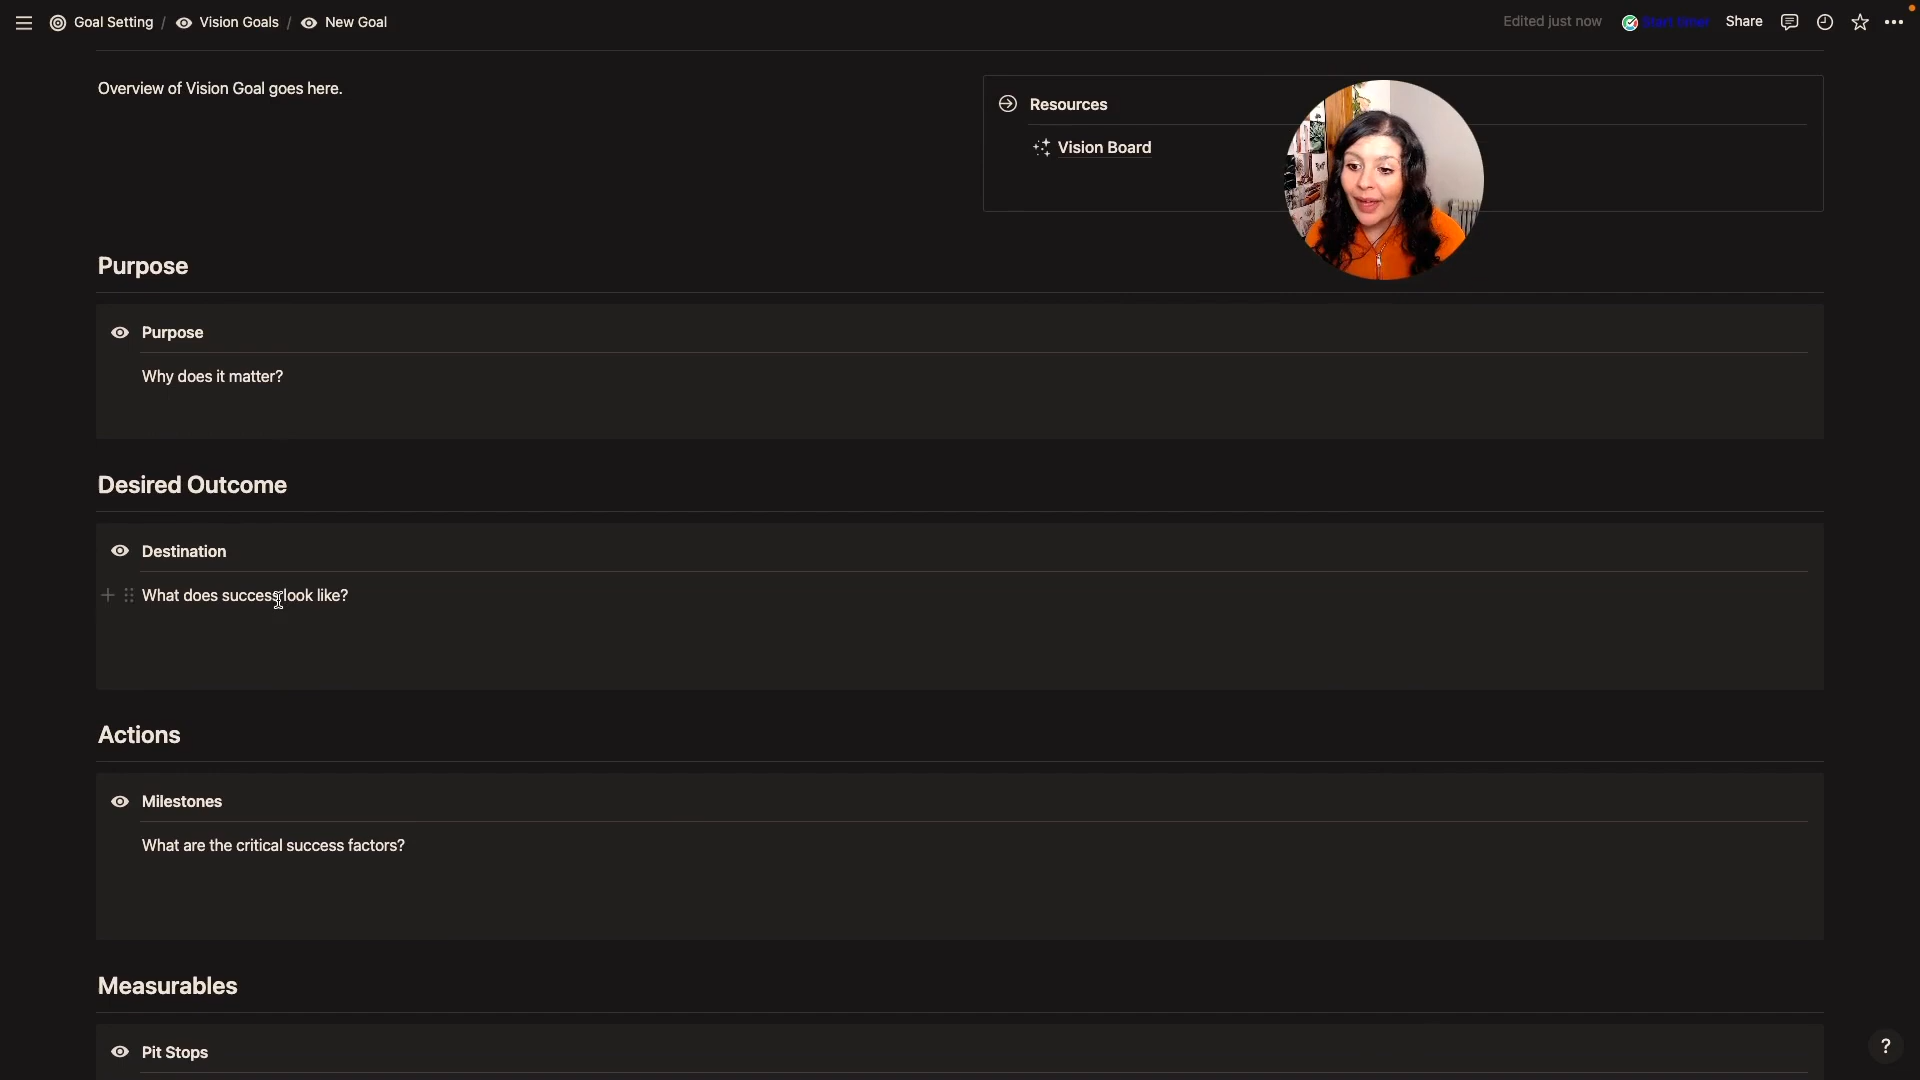 Goal Setting / Vision Goals / New Goal
Edited just now
Start timer
Share
Overview of Vision Goal goes here.
Resources
Vision Board
Purpose
Purpose
Why does it matter?
Desired Outcome
Destination
What does success look like?
Actions
Milestones
What are the critical success factors?
Measurables
Pit Stops
?